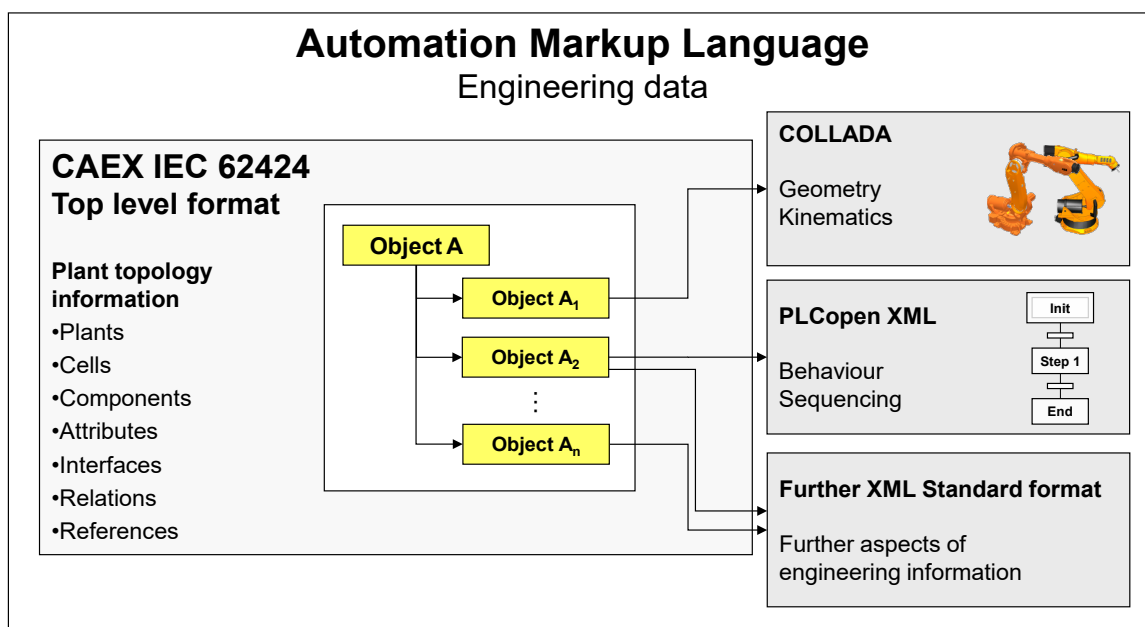 Automation Markup Language
Engineering data
CAEX IEC 62424
Top level format
Plant topology
information
•Plants
•Cells
•Components
•Attributes
•Interfaces
•Relations
•References
Object A
Object A₁
Object A₂
⋮
Object Aₙ
COLLADA
Geometry
Kinematics
PLCopen XML
Behaviour
Sequencing
Init
Step 1
End
Further XML Standard format
Further aspects of
engineering information